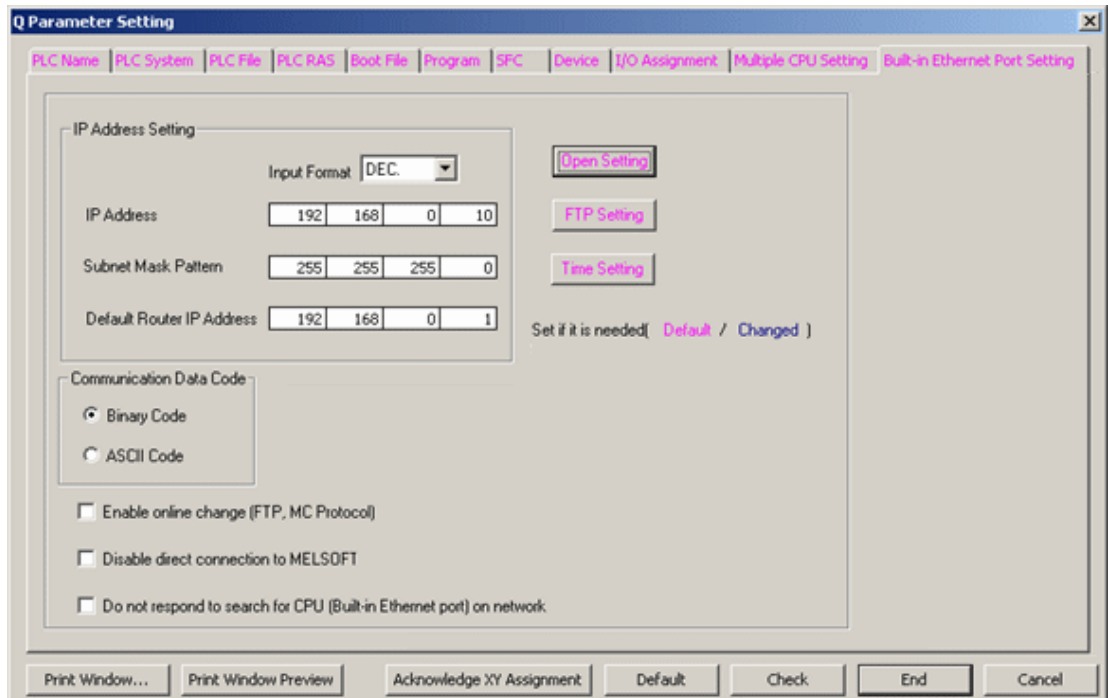 Q Parameter Setting
PLC Name PLC System PLC File PLC RAS Boot File Program SFC Device I/O Assignment Multiple CPU Setting Built-in Ethernet Port Setting
IP Address Setting
Input Format DEC.
IP Address 192 168 0 10
Subnet Mask Pattern 255 255 255 0
Default Router IP Address 192 168 0 1
Open Setting
FTP Setting
Time Setting
Set if it is needed( Default / Changed )
Communication Data Code
Binary Code
ASCII Code
Enable online change (FTP, MC Protocol)
Disable direct connection to MELSOFT
Do not respond to search for CPU (Built-in Ethernet port) on network
Print Window... Print Window Preview Acknowledge XY Assignment Default Check End Cancel